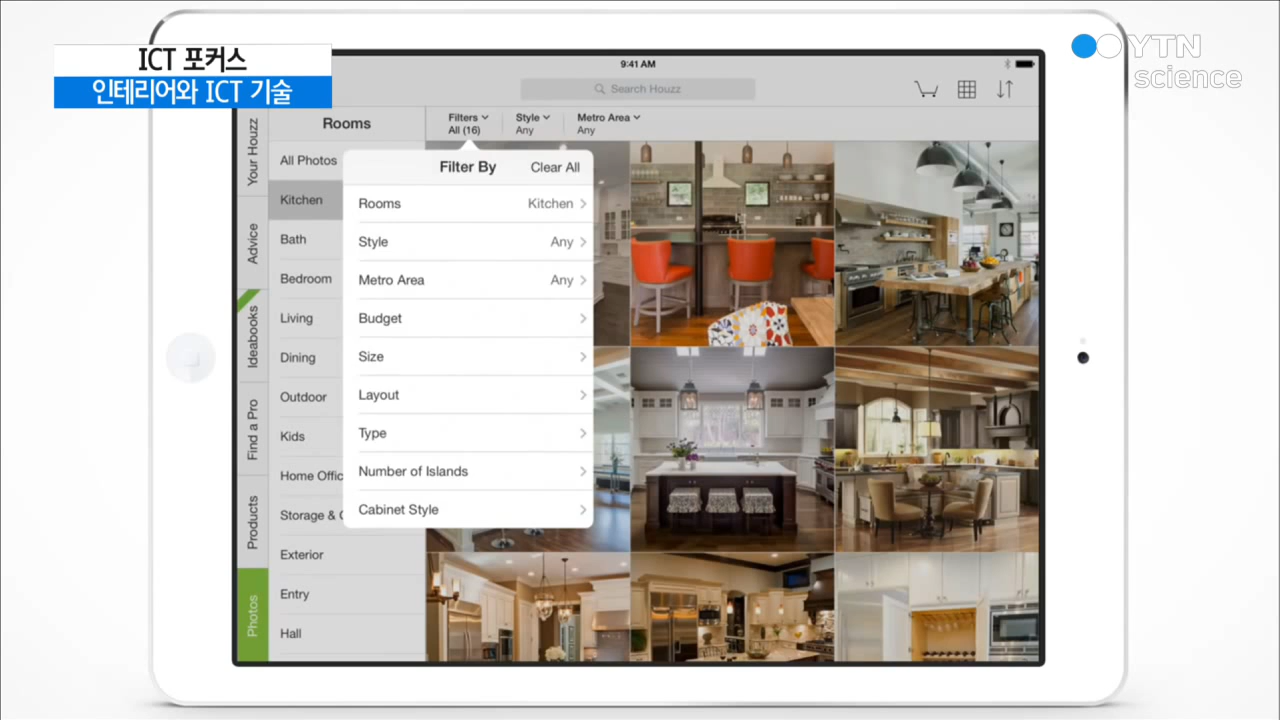 ICT 포커스
인테리어와 ICT 기술
YTN
science
9:41 AM
Search Houzz
Rooms
Filters
All (16)
Style
Any
Metro Area
Any
Your Houzz
Advice
Ideabooks
Find a Pro
Products
Photos
All Photos
Kitchen
Bath
Bedroom
Living
Dining
Outdoor
Kids
Home Offic
Storage &
Exterior
Entry
Hall
Filter By
Clear All
Rooms Kitchen
Style Any
Metro Area Any
Budget
Size
Layout
Type
Number of Islands
Cabinet Style